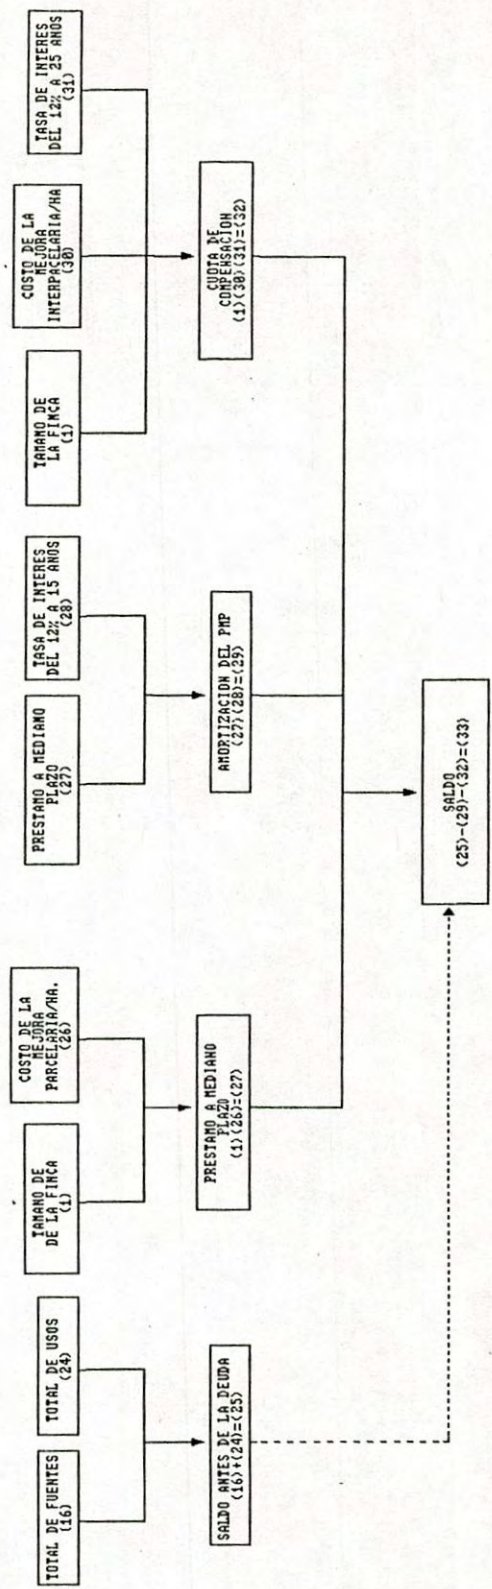 TOTAL DE FUENTES
(16)
TOTAL DE USOS
(24)
TAMANO DE
DE LA FINCA
(1)
COSTO DE LA
MEJORA
PARCELARIA/HA.
(26)
PRESTAMO A MEDIANO
PLAZO
(27)
TASA DE INTERES
DEL 12% A 15 ANOS
(28)
TAMANO DE
LA FINCA
(1)
COSTO DE LA
MEJORA
INTERPACELARIA/HA
(30)
TASA DE INTERES
DEL 12% A 25 ANOS
(31)
SALDO ANTES DE LA DEUDA
(16)+(24)=(25)
PRESTAMO A MEDIANO
PLAZO
(1)(26)=(27)
AMORTIZACION DEL PMP
(27)(28)=(29)
CUOTA DE
COMPENSACION
(1)(30)(31)=(32)
SALDO
(25)-(29)-(32)=(33)